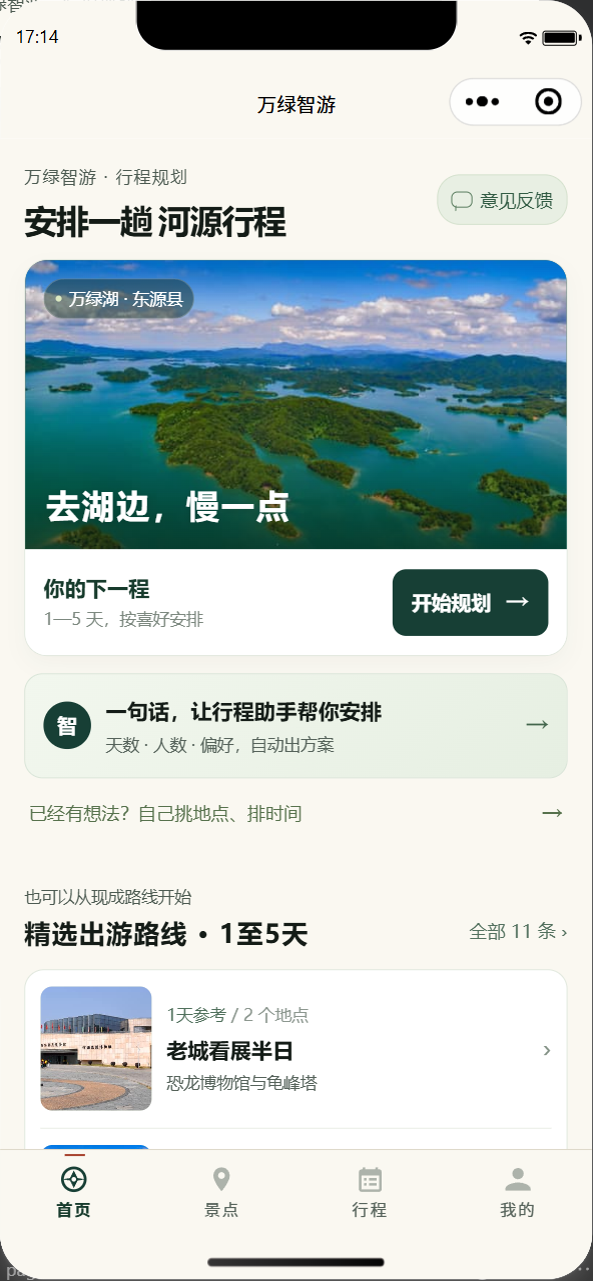 17:14
万绿智游
万绿智游 · 行程规划
安排一趟 河源行程
意见反馈
万绿湖 · 东源县
去湖边，慢一点
你的下一程
1—5 天，按喜好安排
开始规划 →
智
一句话，让行程助手帮你安排
天数 · 人数 · 偏好，自动出方案
→
已经有想法？自己挑地点、排时间 →
也可以从现成路线开始
精选出游路线 • 1至5天
全部 11 条 ›
1天参考 / 2 个地点
老城看展半日
恐龙博物馆与龟峰塔
›
首页
景点
行程
我的